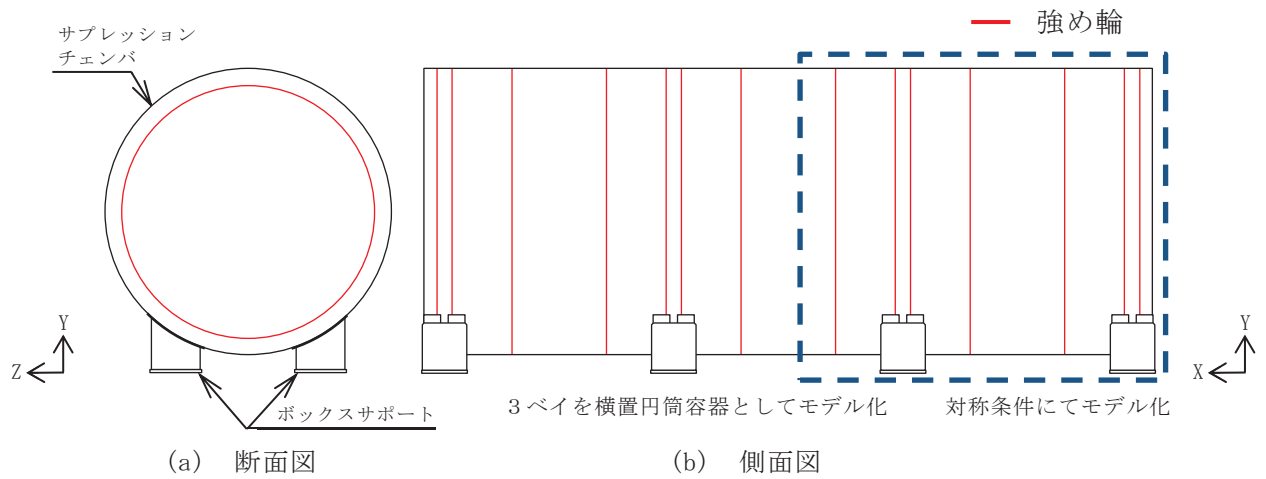 サプレッション
チェンバ
強め輪
Y
Z
ボックスサポート
Y
X
3ベイを横置円筒容器としてモデル化
対称条件にてモデル化
(a) 断面図
(b) 側面図